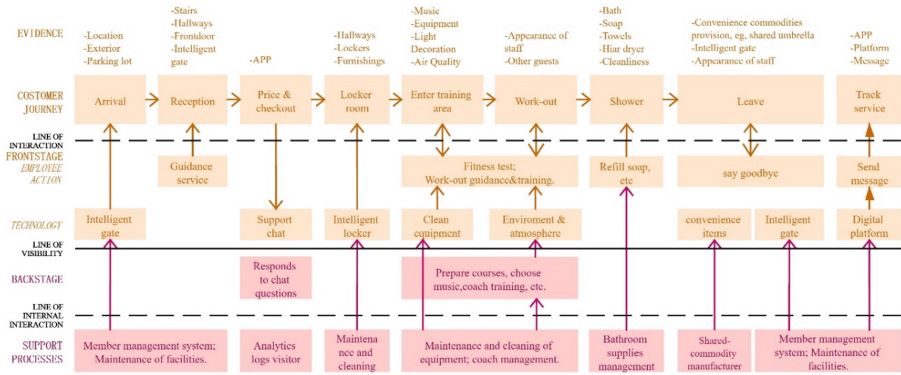 EVIDENCE
-Location
-Exterior
-Parking lot
-Stairs
-Hallways
-Frontdoor
-Intelligent
gate
-APP
-Hallways
-Lockers
-Furnishings
-Music
-Equipment
-Light
Decoration
-Air Quality
-Appearance of
staff
-Other guests
-Bath
-Soap
-Towels
-Hiar dryer
-Cleanliness
-Convenience commodities
provision, eg, shared umbrella
-Intelligent gate
-Appearance of staff
-APP
-Platform
-Message
COSTOMER
JOURNEY
Arrival
Reception
Price &
checkout
Locker
room
Enter training
area
Work-out
Shower
Leave
Track
service
LINE OF
INTERACTION
FRONTSTAGE
EMPLOYEE
ACTION
Guidance
service
Fitness test;
Work-out guidance&training.
Refill soap,
etc
say goodbye
Send
message
TECHNOLOGY
Intelligent
gate
Support
chat
Intelligent
locker
Clean
equipment
Enviroment &
atmosphere
convenience
items
Intelligent
gate
Digital
platform
LINE OF
VISIBILITY
BACKSTAGE
Responds
to chat
questions
Prepare courses, choose
music,coach training, etc.
LINE OF
INTERNAL
INTERACTION
SUPPORT
PROCESSES
Member management system;
Maintenance of facilities.
Analytics
logs visitor
Maintena
nce and
cleaning
Maintenance and cleaning of
equipment; coach management.
Bathroom
supplies
management
Shared-
commodity
manufacturer
Member management
system; Maintenance of
facilities.